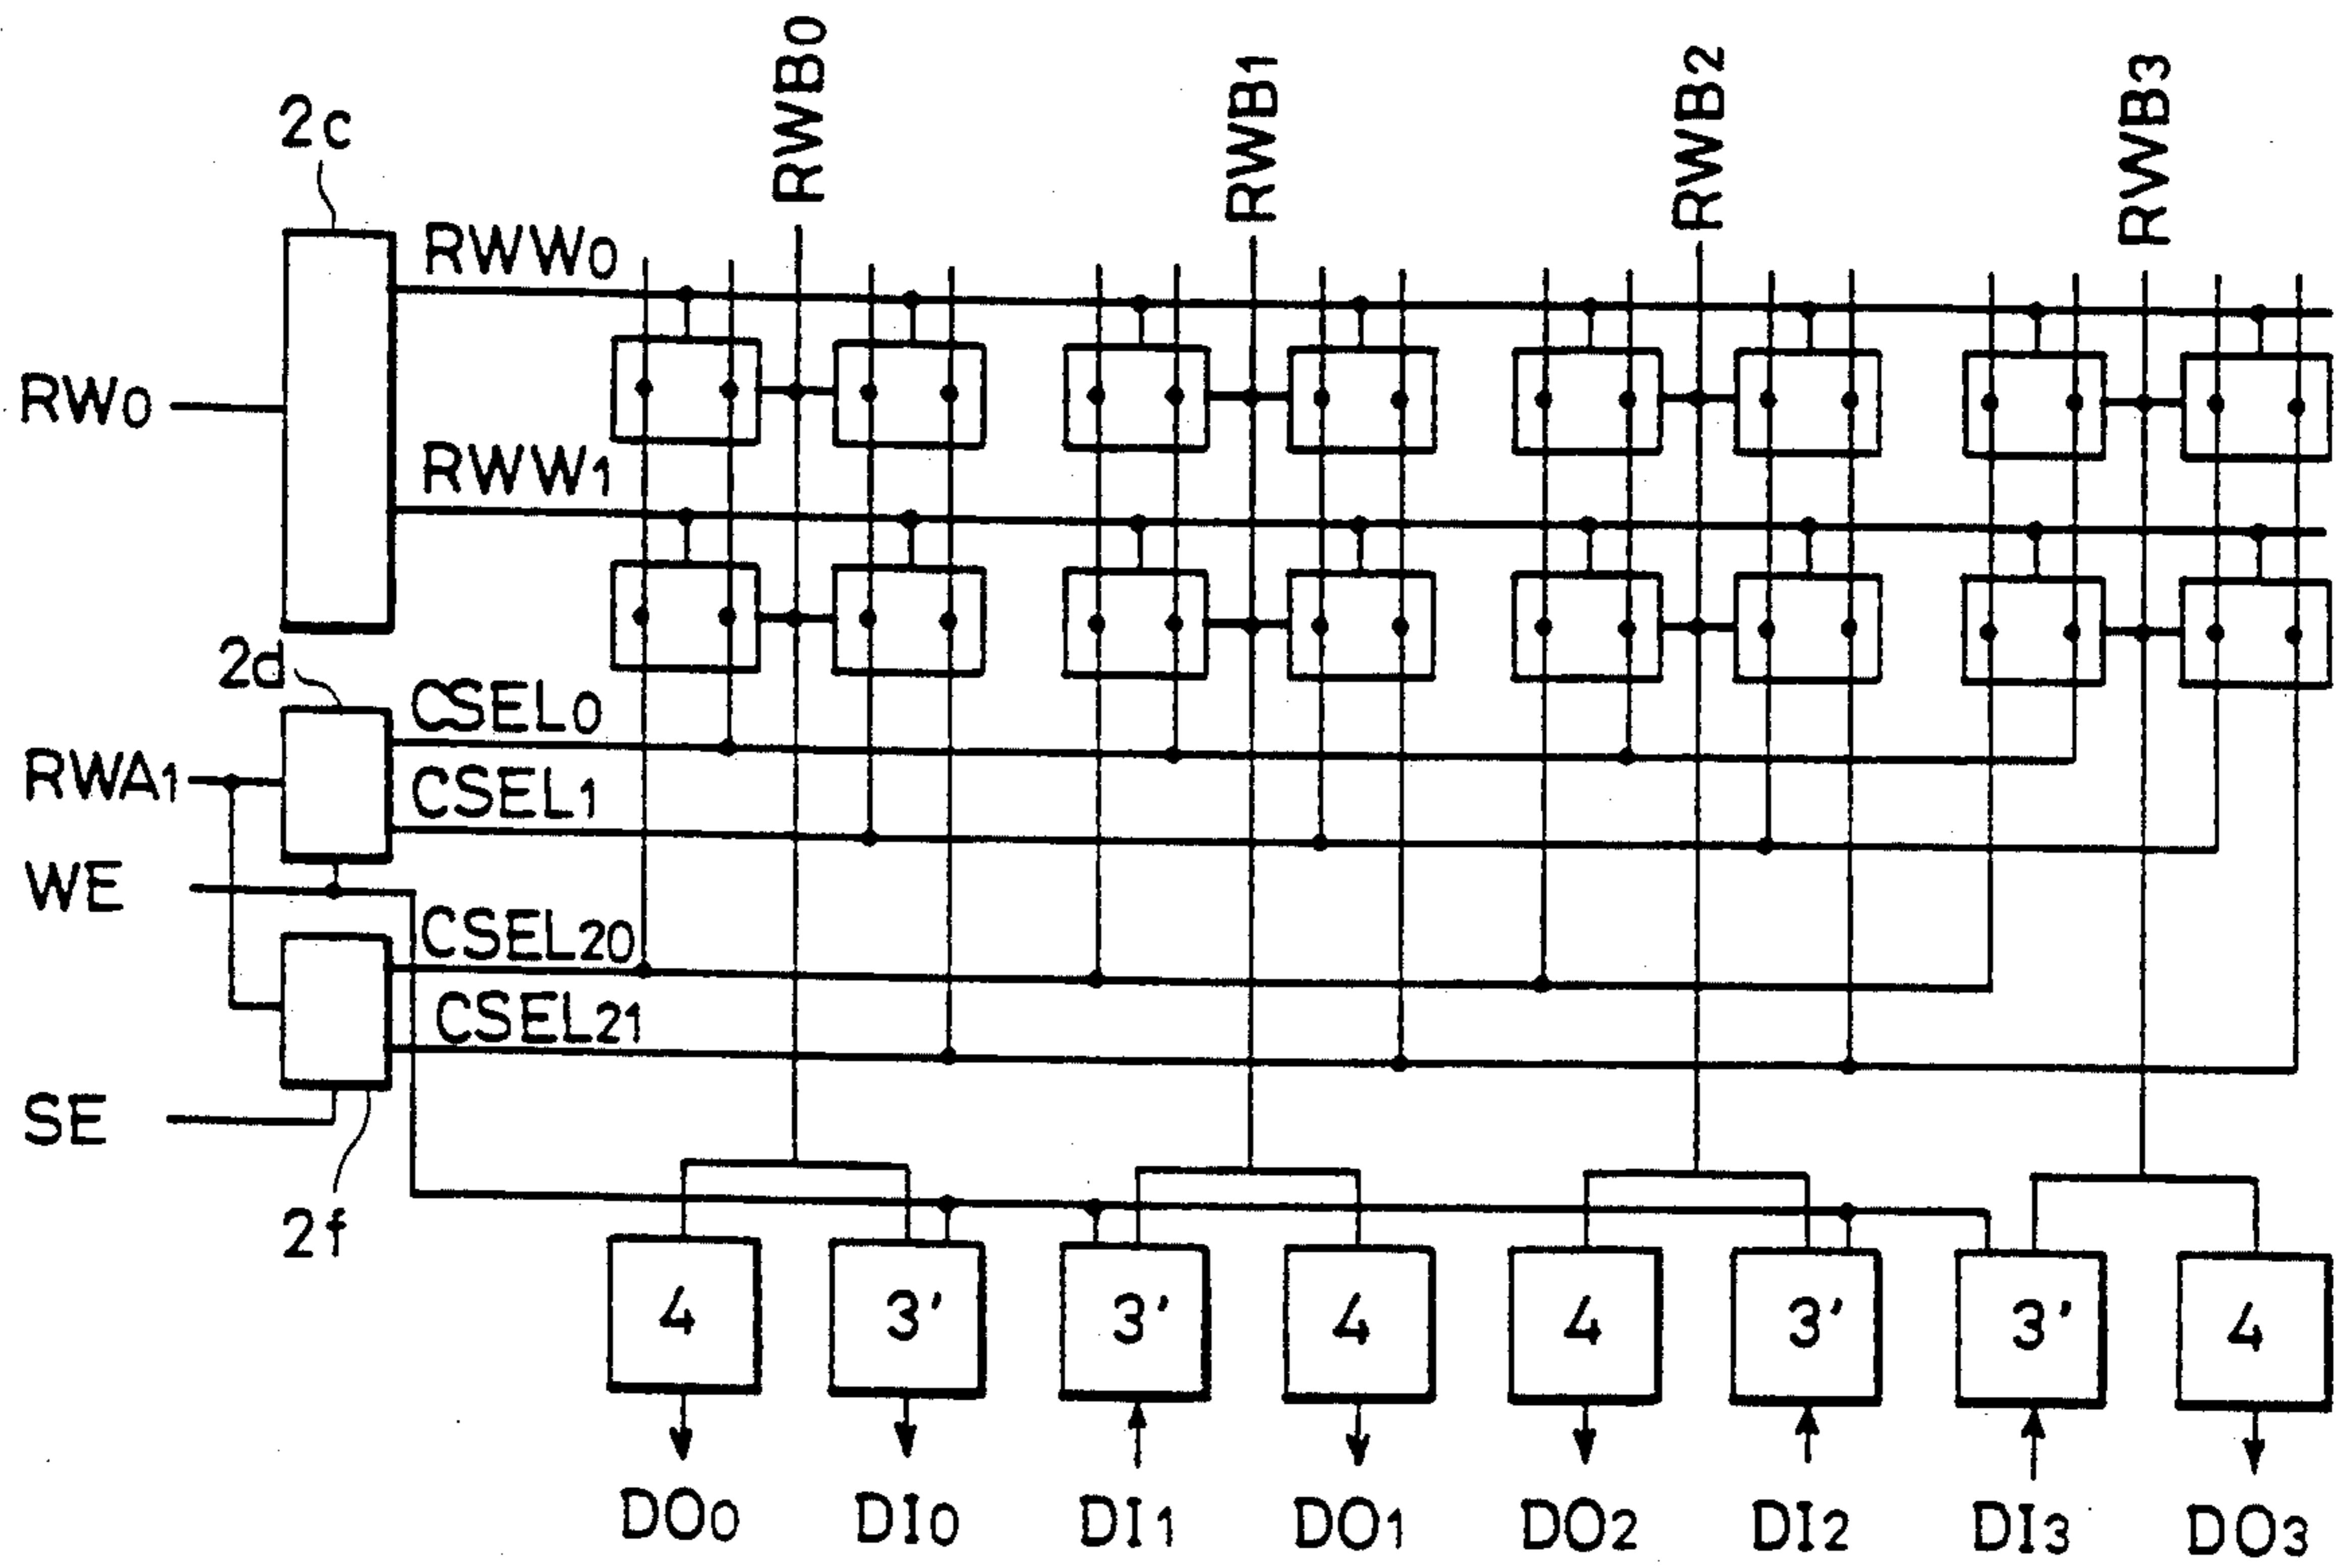 RWB0
RWB1
RWB2
RWB3
2c
RWW0
RW0
RWW1
2d
CSEL0
RWA1
CSEL1
WE
CSEL20
CSEL21
SE
2f
4 3' 3' 4 4 3' 3' 4
DO0 DI0 DI1 DO1 DO2 DI2 DI3 DO3